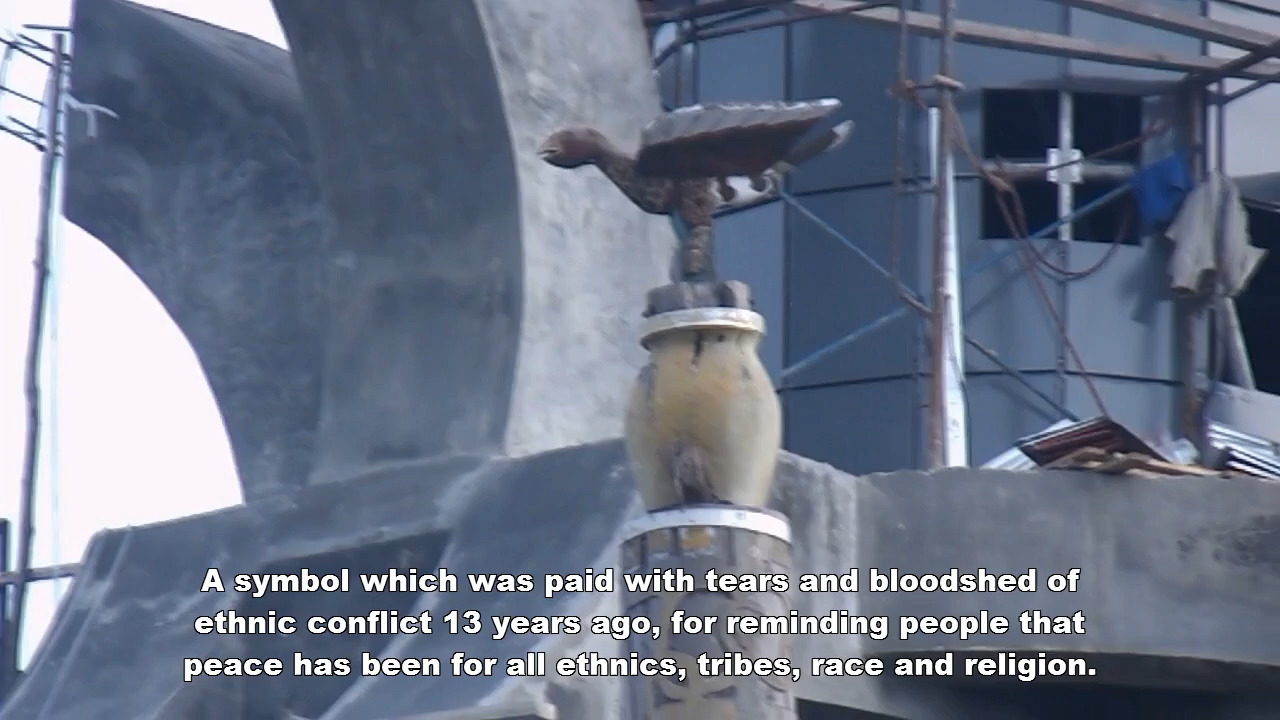 A symbol which was paid with tears and bloodshed of
ethnic conflict 13 years ago, for reminding people that
peace has been for all ethnics, tribes, race and religion.